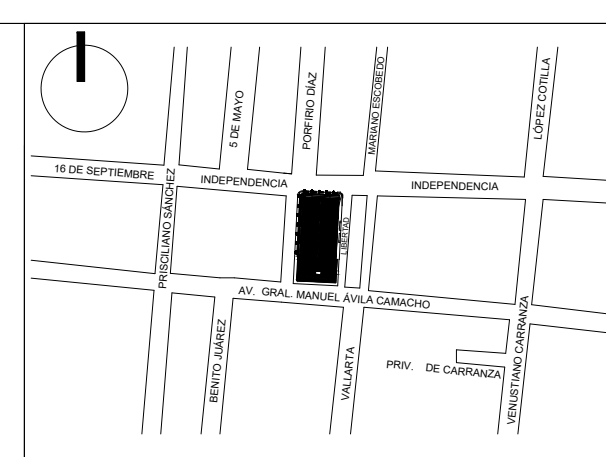 5 DE MAYO
PORFIRIO DÍAZ
MARIANO ESCOBEDO
LÓPEZ COTILLA
16 DE SEPTIEMBRE
INDEPENDENCIA
INDEPENDENCIA
PRISCILIANO SÁNCHEZ
LIBERTAD
AV. GRAL. MANUEL ÁVILA CAMACHO
BENITO JUÁREZ
VALLARTA
PRIV. DE CARRANZA
VENUSTIANO CARRANZA